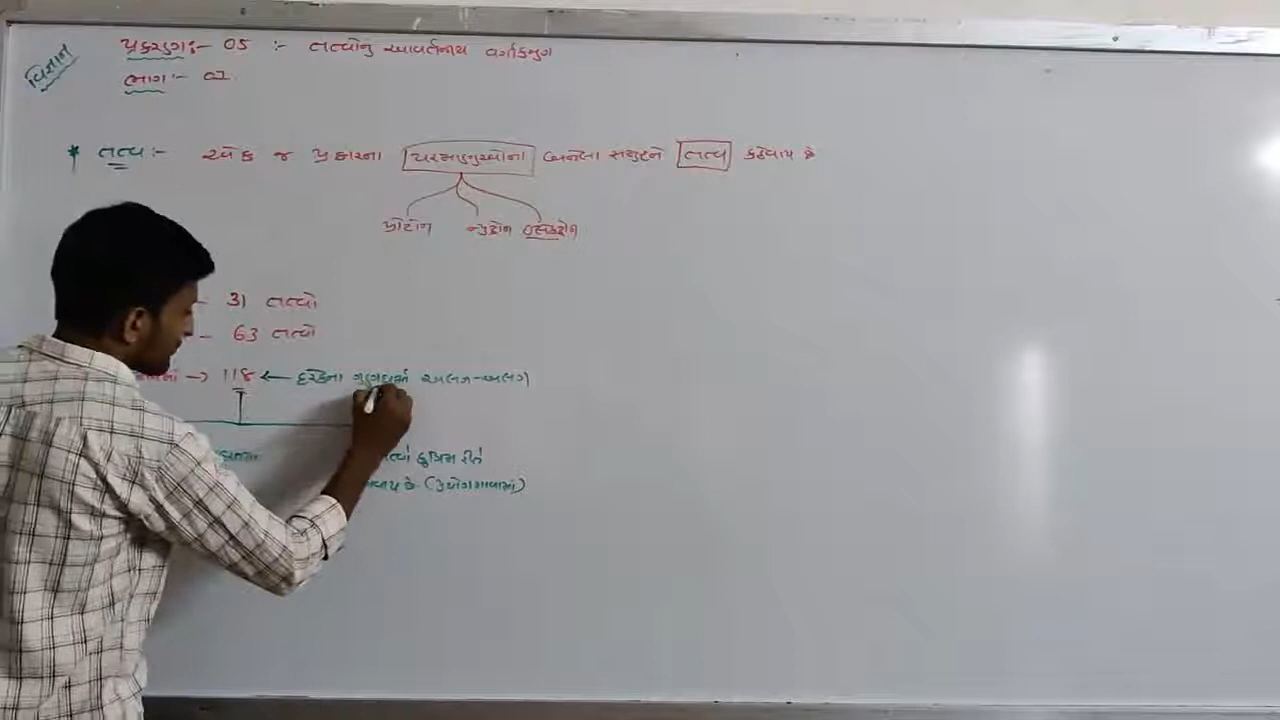 વિજ્ઞાન
પ્રકરણ :- 05 :- તત્વોનું આવર્તનીય વર્ગીકરણ
ભાગ :- 01
* તત્વ :- એક જ પ્રકારના પરમાણુઓના બનેલા સમુહને તત્વ કહેવાય છે
પ્રોટોન ન્યુટ્રોન ઇલેક્ટ્રોન
- 31 તત્વો
- 63 તત્વો
→ 118 ← દરેકના ગુણધર્મ અલગ-અલગ
કૃત્રિમ રીતે
છે (પ્રયોગશાળામાં)